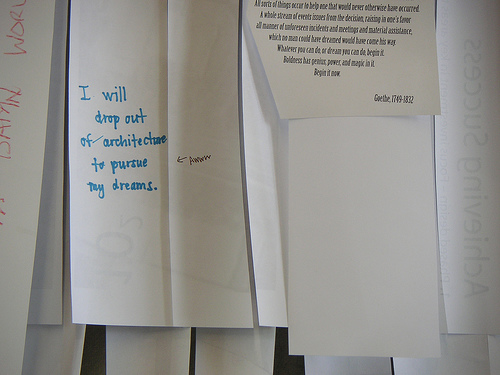 All sorts of things occur to help one that would never otherwise have occurred.
A whole stream of events issues from the decision, raising in one's favor
all manner of unforeseen incidents and meetings and material assistance,
which no man could have dreamed would have come his way.
Whatever you can do, or dream you can do, begin it.
Boldness has genius, power, and magic in it.
Begin it now.
Goethe, 1749-1832
I will
drop out
of architecture
to pursue
my dreams.
Achieving Success